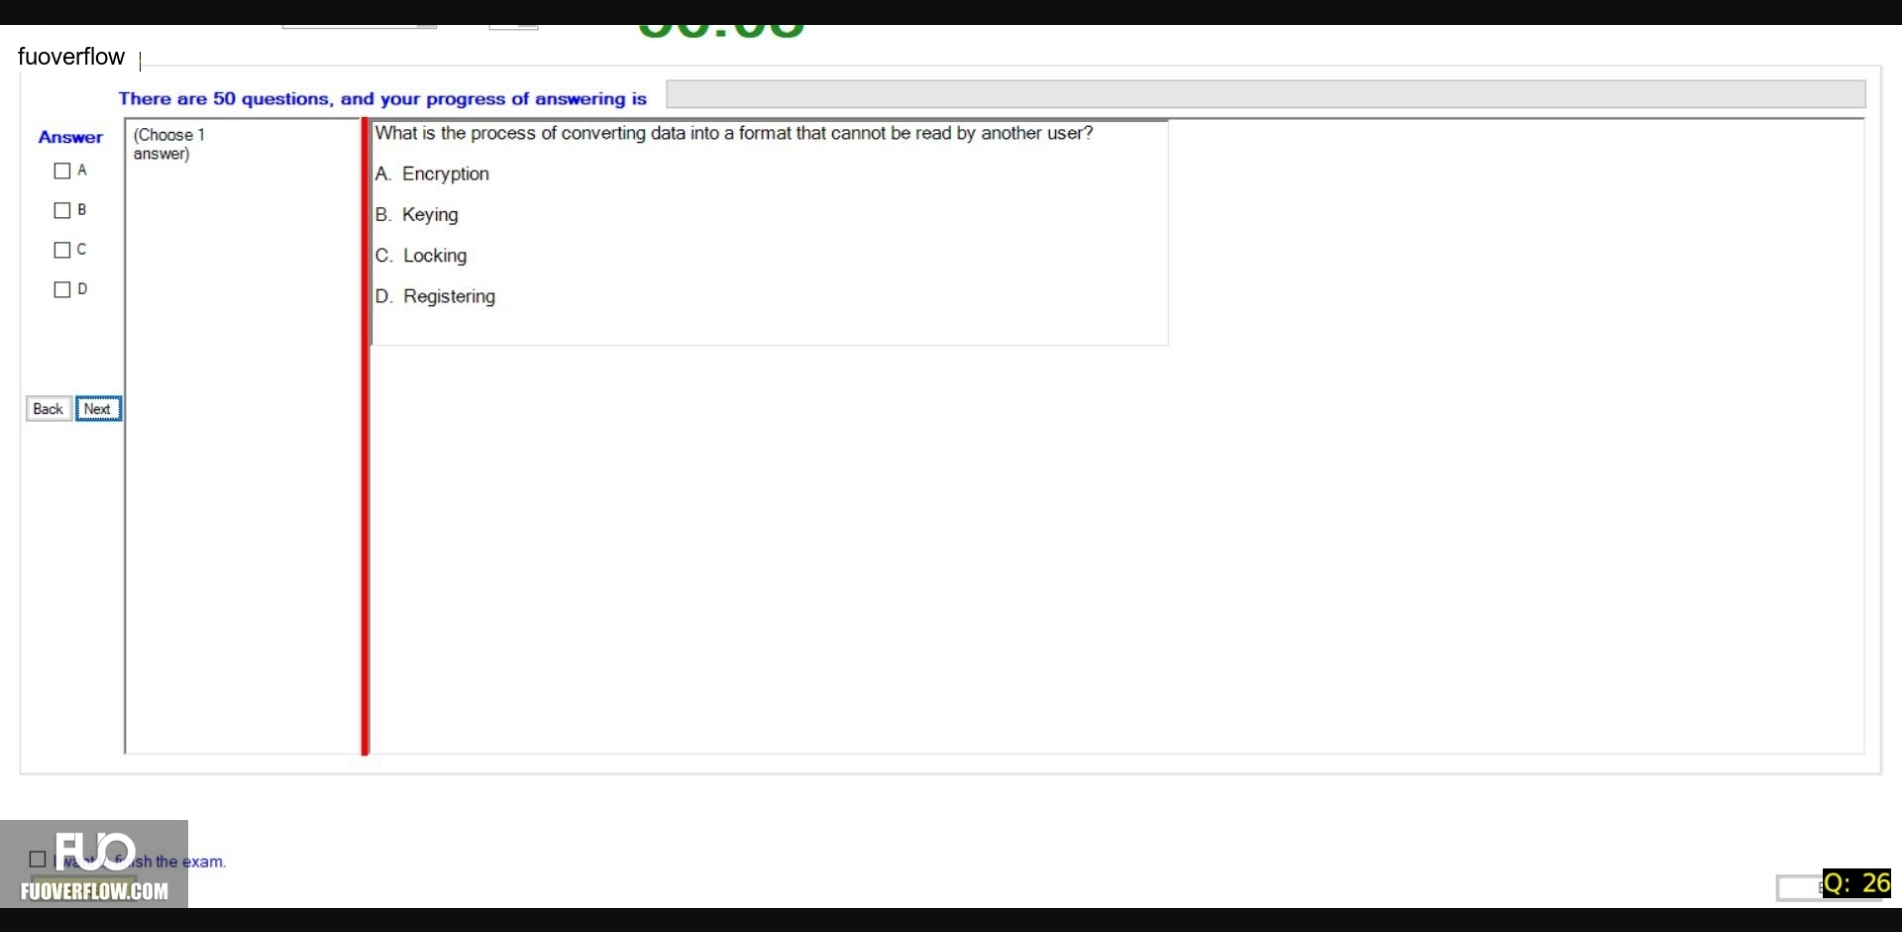 fuoverflow
There are 50 questions, and your progress of answering is
Answer
(Choose 1
answer)
A
B
C
D
What is the process of converting data into a format that cannot be read by another user?
A. Encryption
B. Keying
C. Locking
D. Registering
Back Next
FUO
sh the exam.
FUOVERFLOW.COM
Q: 26